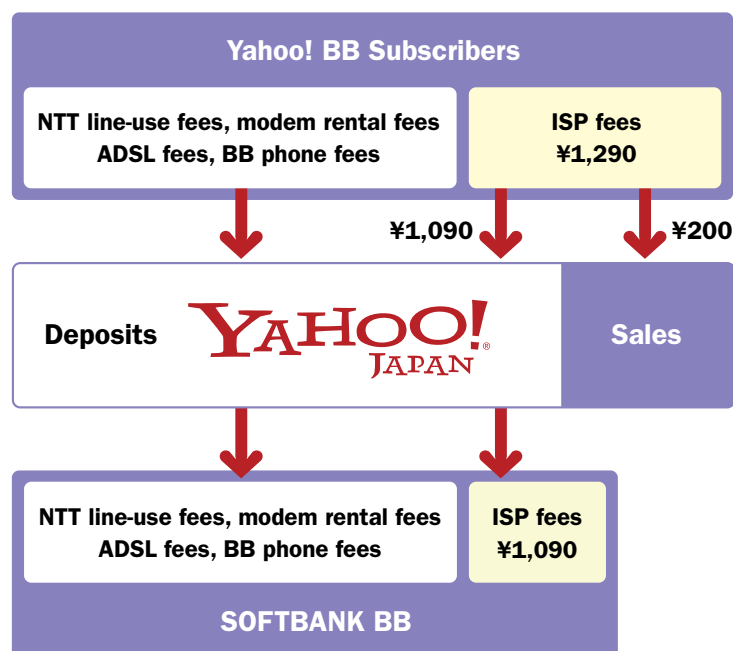 Yahoo! BB Subscribers
NTT line-use fees, modem rental fees
ADSL fees, BB phone fees
ISP fees
¥1,290
¥1,090
¥200
Deposits
YAHOO!
JAPAN
®
Sales
NTT line-use fees, modem rental fees
ADSL fees, BB phone fees
ISP fees
¥1,090
SOFTBANK BB